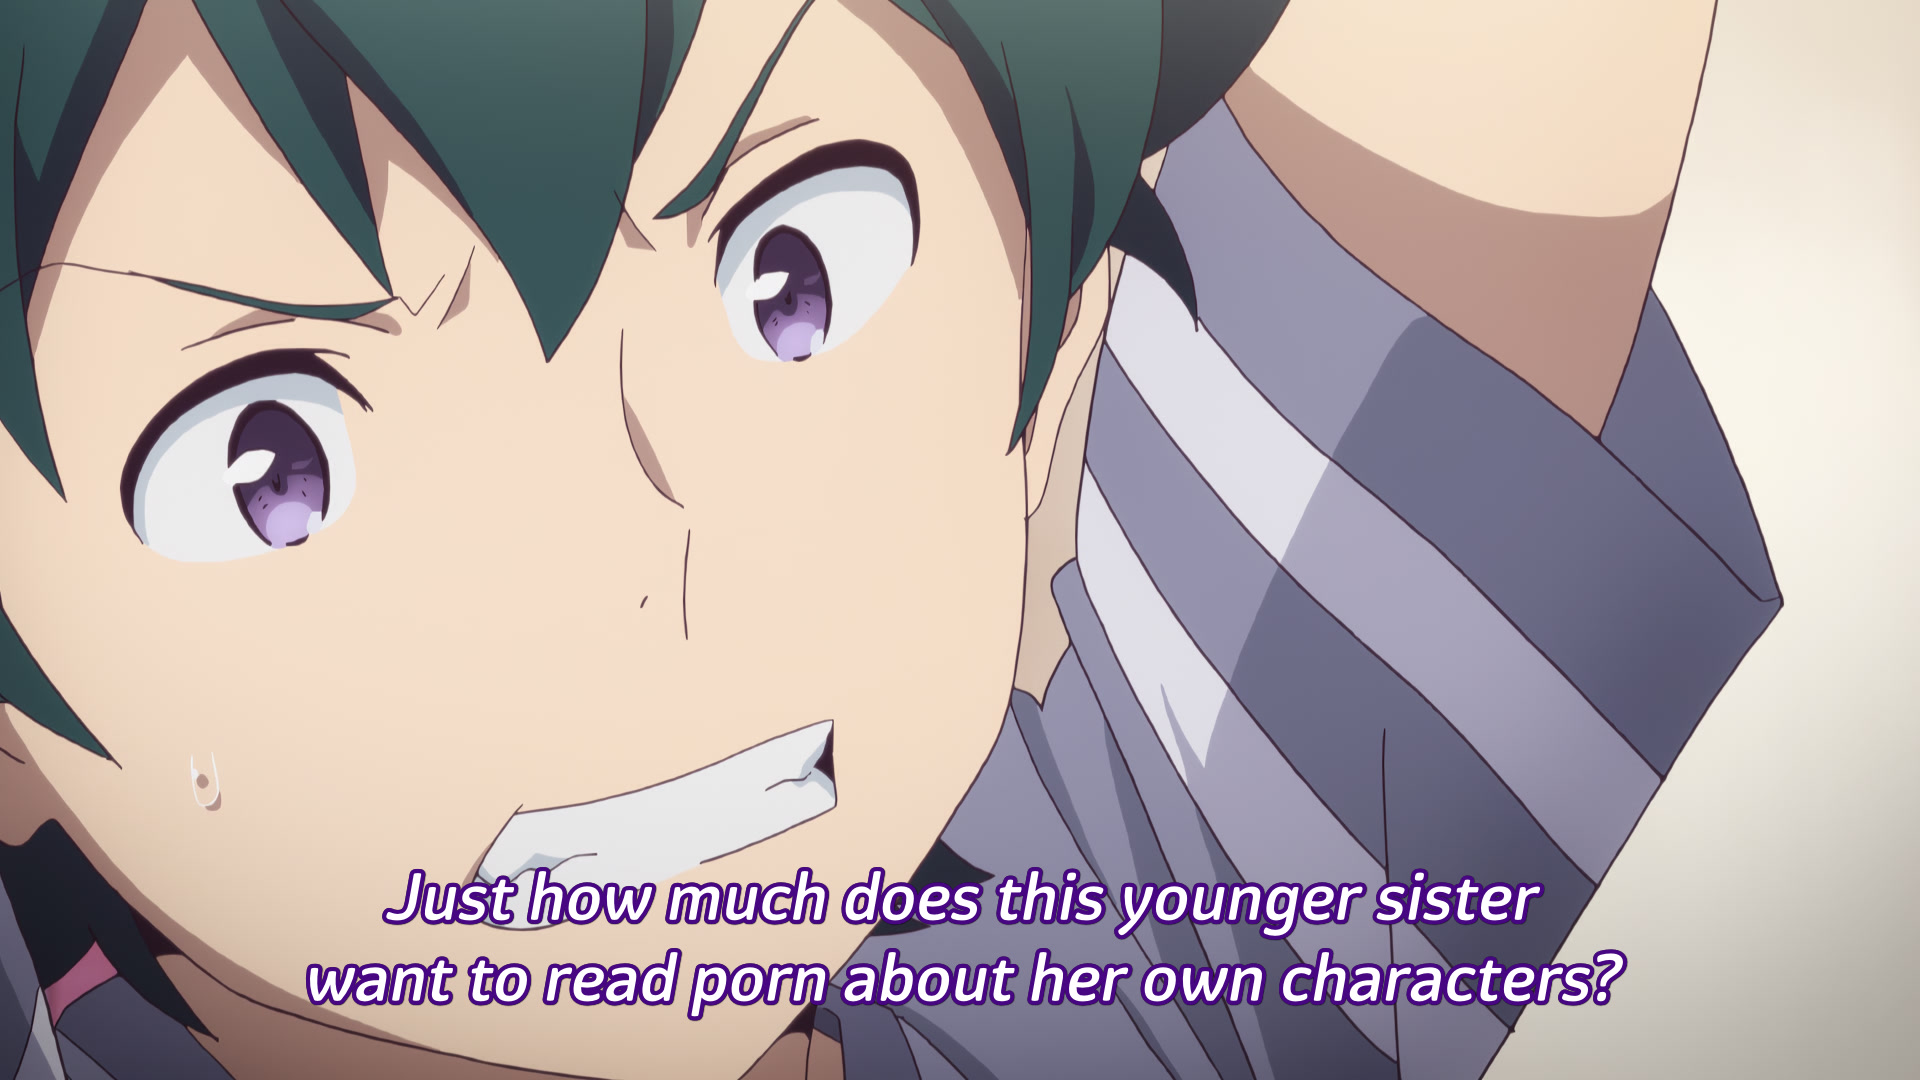 Just how much does this younger sister
want to read porn about her own characters?